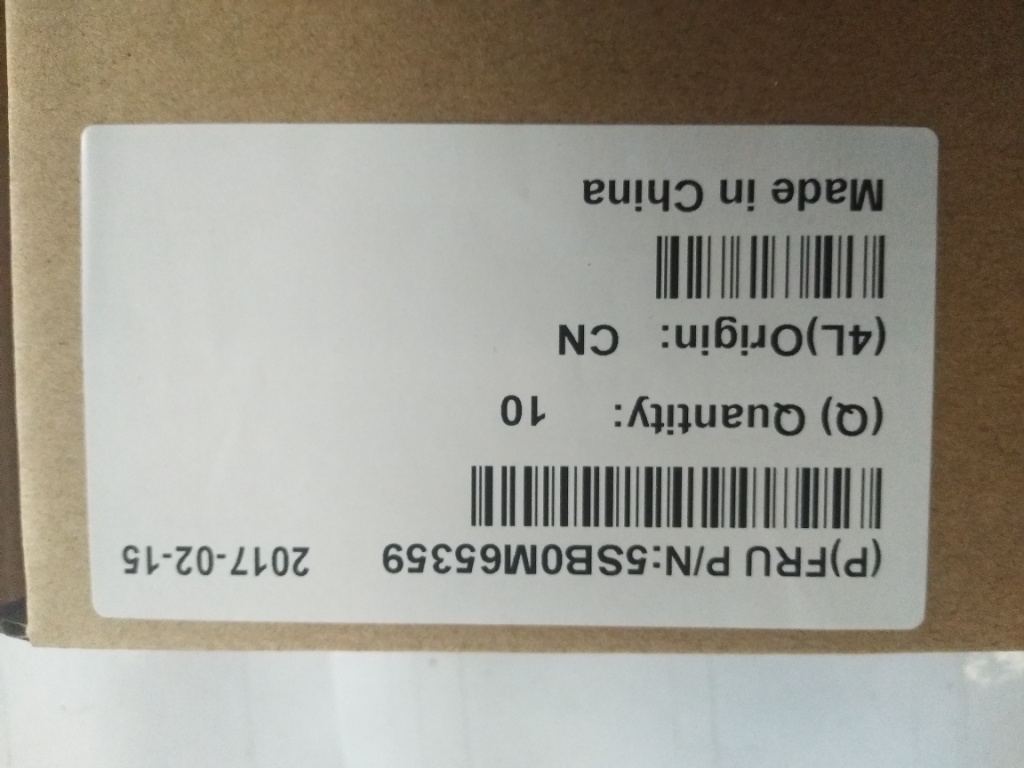 (P)FRU P/N:5SB0M65359 2017-02-15
(Q) Quantity: 10
(4L)Origin: CN
Made in China